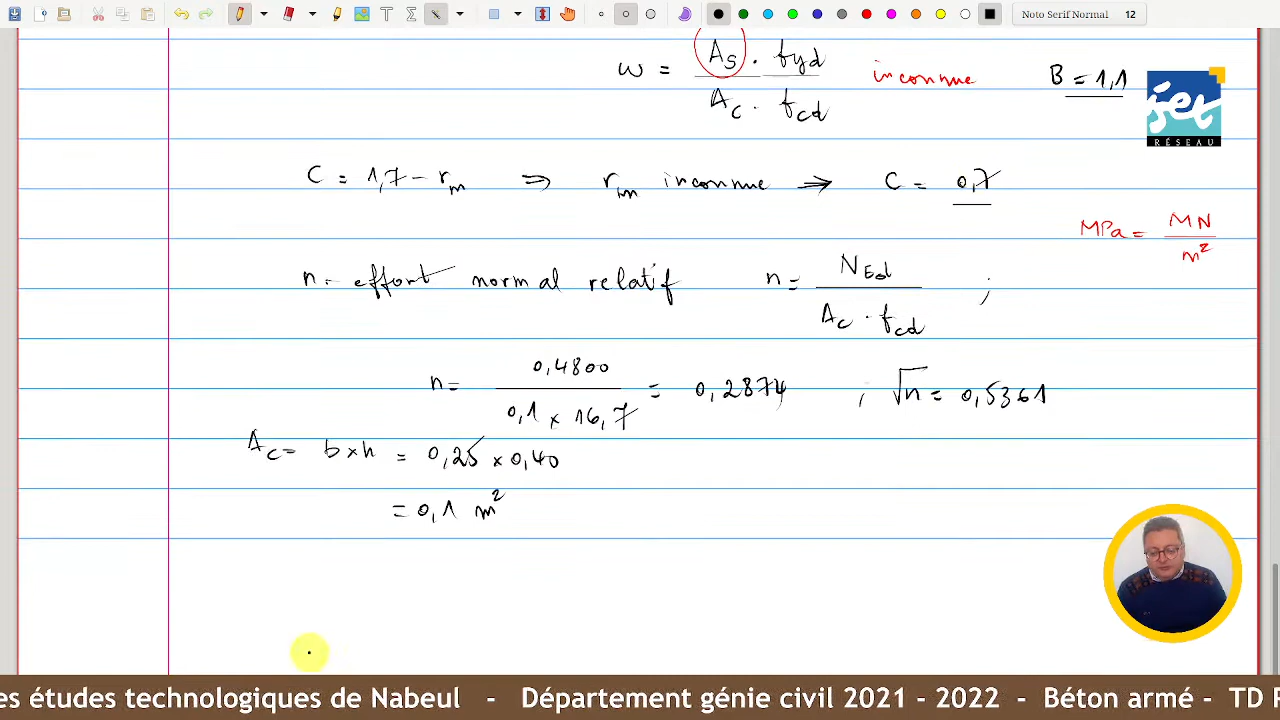 Noto Serif Normal 12
ω = As . fyd / Ac . fcd inconnue B = 1,1
iset
RÉSEAU
C = 1,7 - rm ⇒ rm inconnue ⇒ C = 0,7
MPa = MN / m²
n = effort normal relatif n = NEd / Ac . fcd ;
n = 0,4800 / 0,1 x 16,7 = 0,2874 ; √n = 0,5361
Ac = b x h = 0,25 x 0,40
= 0,1 m²
es études technologiques de Nabeul - Département génie civil 2021 - 2022 - Béton armé - TD